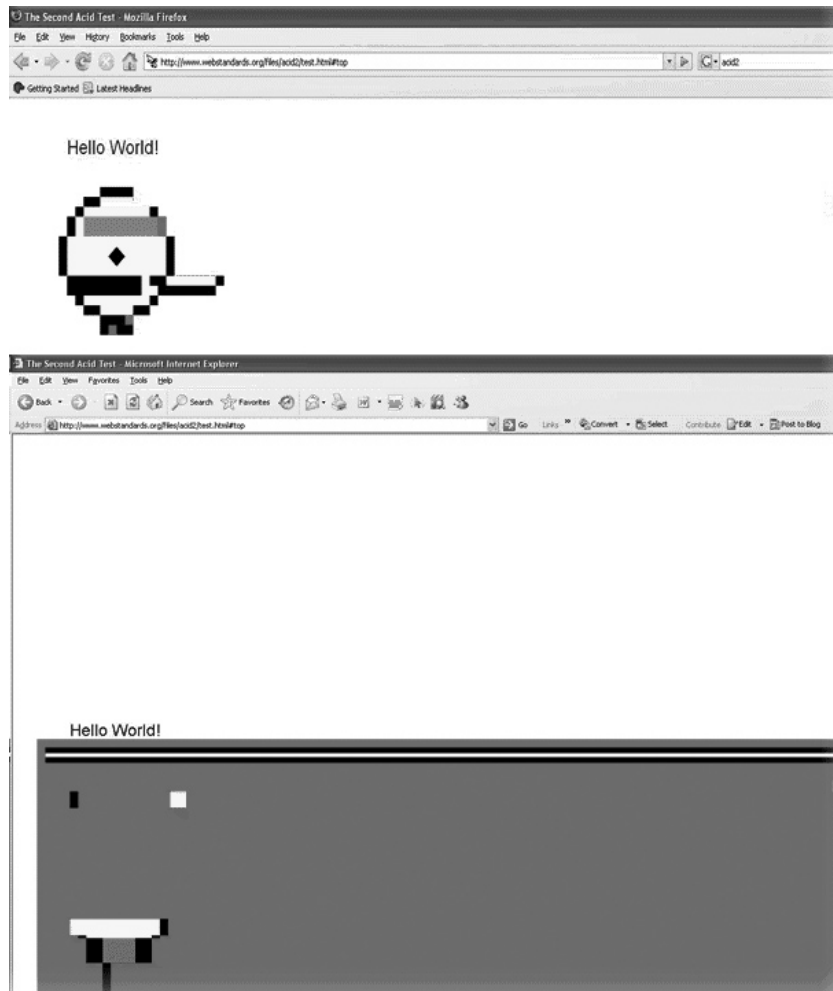 The Second Acid Test - Mozilla Firefox
File Edit View History Bookmarks Tools Help
http://www.webstandards.org/files/acid2/test.html#top G acid2
Getting Started Latest Headlines
Hello World!
The Second Acid Test - Microsoft Internet Explorer
File Edit View Favorites Tools Help
Back Search Favorites
Address http://www.webstandards.org/files/acid2/test.html#top Go Links » Convert Select Contribute Edit Post to Blog
Hello World!